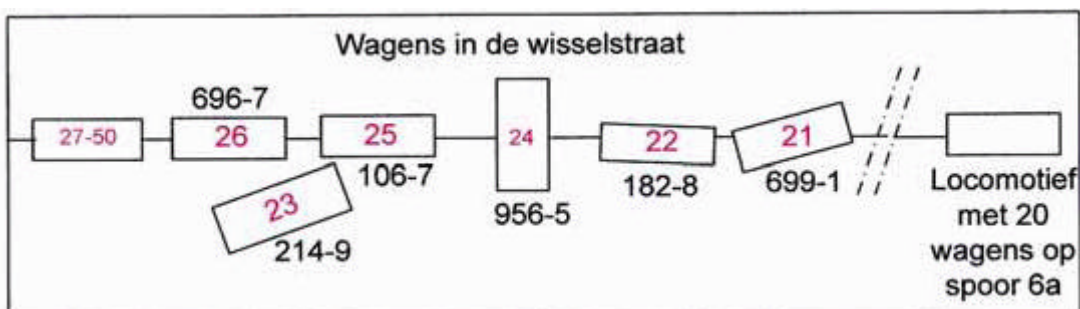 Wagens in de wisselstraat
696-7
27-50
26
25
24
22
21
106-7
23
182-8
699-1
956-5
214-9
Locomotief
met 20
wagens op
spoor 6a